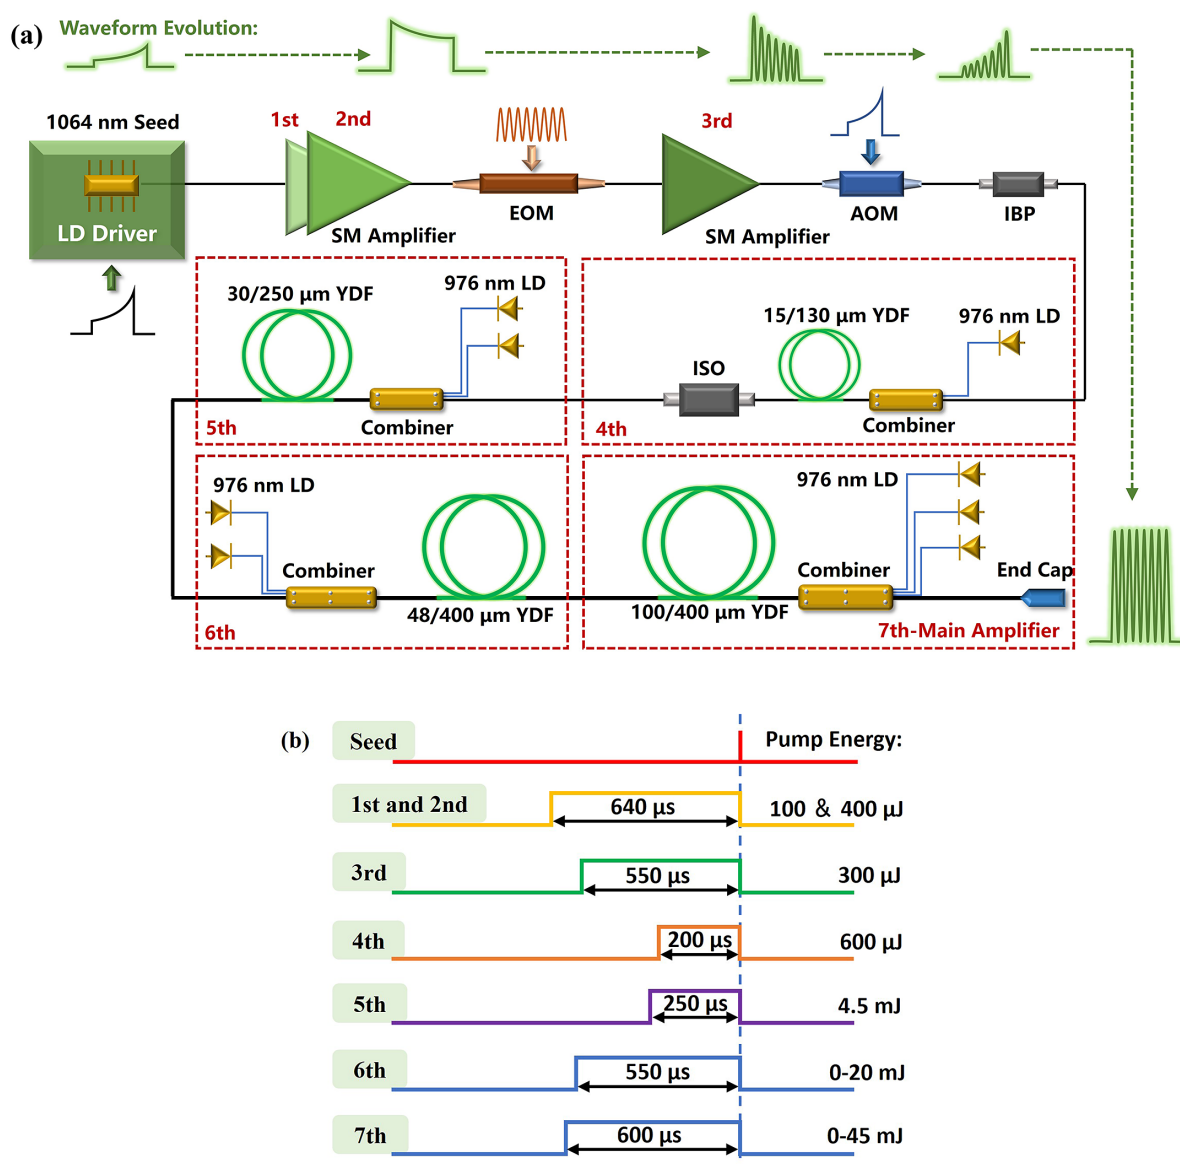 (a)
Waveform Evolution:
1064 nm Seed
1st
2nd
3rd
LD Driver
SM Amplifier
EOM
SM Amplifier
AOM
IBP
30/250 µm YDF
976 nm LD
Combiner
5th
15/130 µm YDF
976 nm LD
ISO
Combiner
4th
976 nm LD
Combiner
48/400 µm YDF
6th
976 nm LD
Combiner
End Cap
100/400 µm YDF
7th-Main Amplifier
(b)
Seed
Pump Energy:
1st and 2nd
640 µs
100 & 400 µJ
3rd
550 µs
300 µJ
4th
200 µs
600 µJ
5th
250 µs
4.5 mJ
6th
550 µs
0-20 mJ
7th
600 µs
0-45 mJ